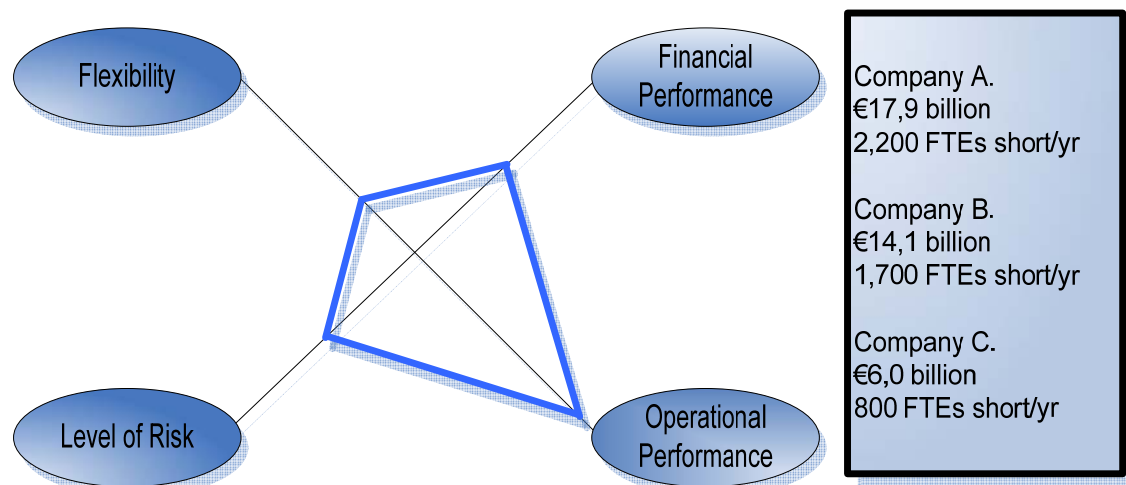 Flexibility
Financial
Performance
Level of Risk
Operational
Performance
Company A.
€17,9 billion
2,200 FTEs short/yr
Company B.
€14,1 billion
1,700 FTEs short/yr
Company C.
€6,0 billion
800 FTEs short/yr